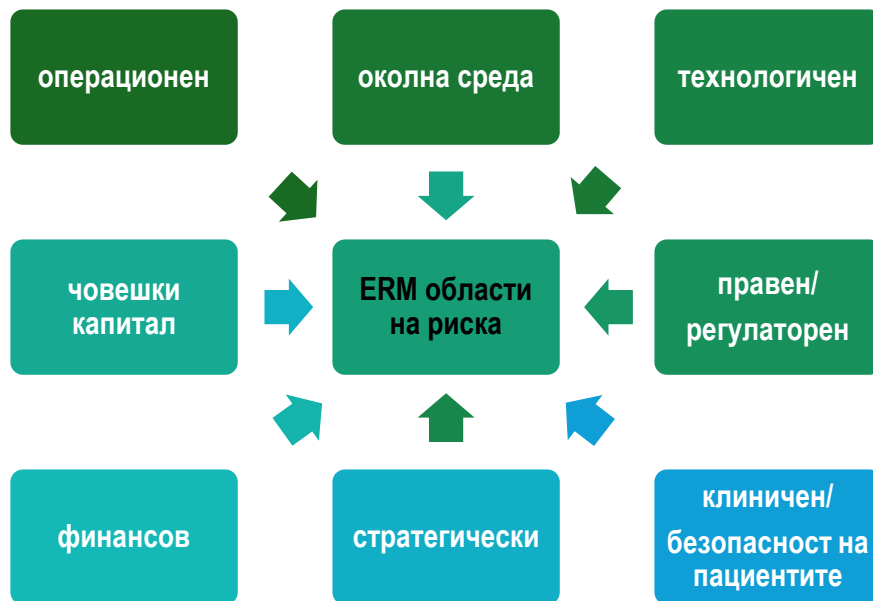 операционен
околна среда
технологичен
човешки
капитал
ERM области
на риска
правен/
регулаторен
финансов
стратегически
клиничен/
безопасност на
пациентите